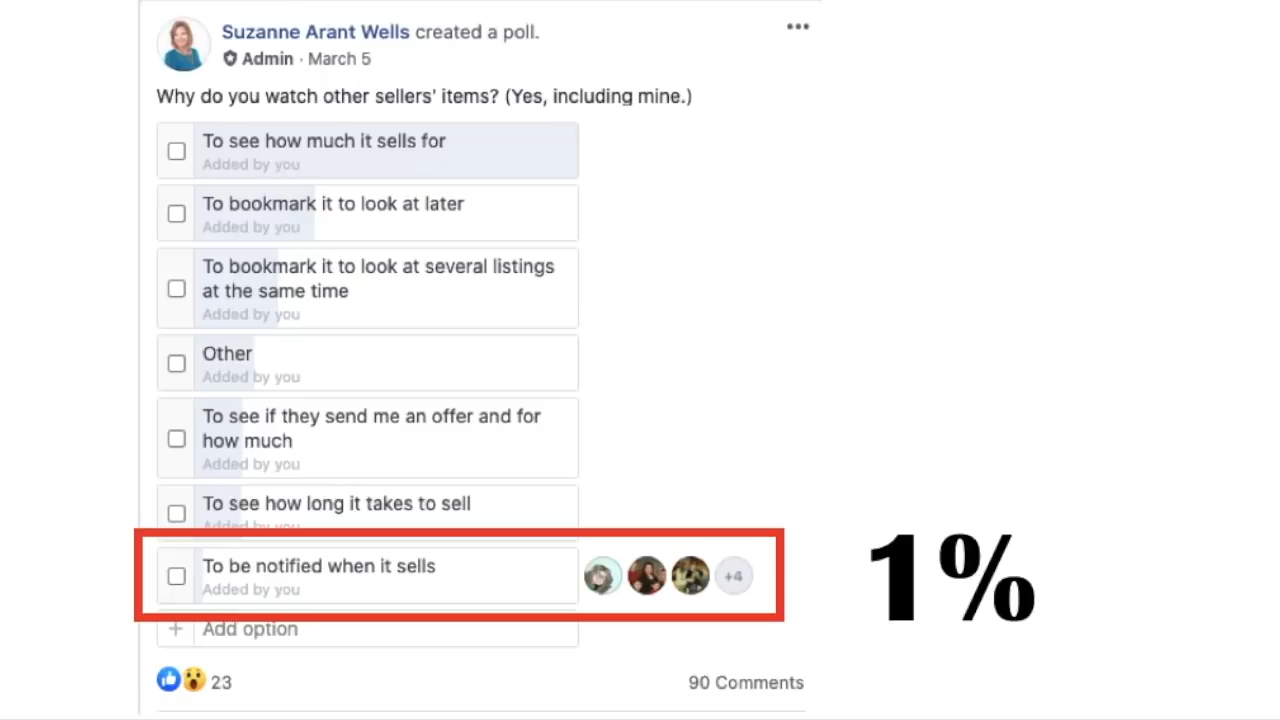 Suzanne Arant Wells created a poll.
Admin · March 5
Why do you watch other sellers' items? (Yes, including mine.)
To see how much it sells for
Added by you
To bookmark it to look at later
Added by you
To bookmark it to look at several listings
at the same time
Added by you
Other
Added by you
To see if they send me an offer and for
how much
Added by you
To see how long it takes to sell
Added by you
To be notified when it sells
Added by you
+4
1%
+ Add option
23
90 Comments